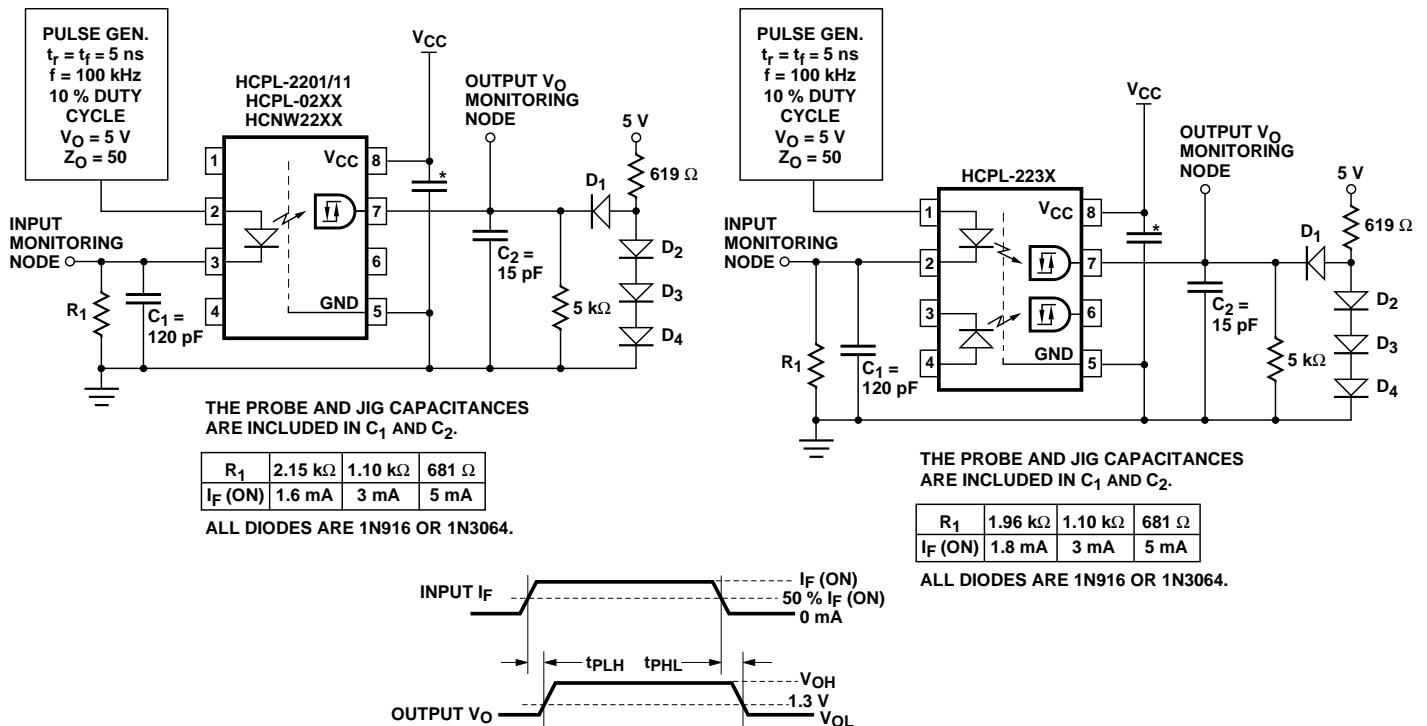 PULSE GEN.
tr = tf = 5 ns
f = 100 kHz
10 % DUTY
CYCLE
VO = 5 V
ZO = 50
HCPL-2201/11
HCPL-02XX
HCNW22XX
VCC
OUTPUT VO
MONITORING
NODE
5 V
619 Ω
D1
1
2
3
4
VCC
8
7
6
GND
5
*
INPUT
MONITORING
NODE
R1
C1 =
120 pF
C2 =
15 pF
5 kΩ
D2
D3
D4
THE PROBE AND JIG CAPACITANCES
ARE INCLUDED IN C1 AND C2.
R1 2.15 kΩ 1.10 kΩ 681 Ω
IF (ON) 1.6 mA 3 mA 5 mA
ALL DIODES ARE 1N916 OR 1N3064.
PULSE GEN.
tr = tf = 5 ns
f = 100 kHz
10 % DUTY
CYCLE
VO = 5 V
ZO = 50
HCPL-223X
VCC
OUTPUT VO
MONITORING
NODE
5 V
619 Ω
D1
1
2
3
4
VCC
8
7
6
GND
5
*
INPUT
MONITORING
NODE
R1
C1 =
120 pF
C2 =
15 pF
5 kΩ
D2
D3
D4
THE PROBE AND JIG CAPACITANCES
ARE INCLUDED IN C1 AND C2.
R1 1.96 kΩ 1.10 kΩ 681 Ω
IF (ON) 1.8 mA 3 mA 5 mA
ALL DIODES ARE 1N916 OR 1N3064.
INPUT IF
IF (ON)
50 % IF (ON)
0 mA
tPLH
tPHL
OUTPUT VO
VOH
1.3 V
VOL